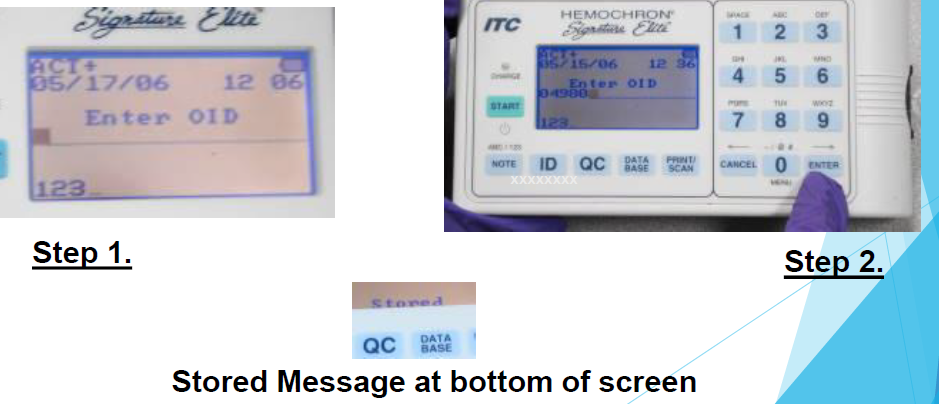 Signature Elite
ACT+
05/17/06 12 06
Enter OID
123_
Step 1.
ITC
HEMOCHRON
Signature Elite
ACT+
05/15/06 12 36
Enter OID
04980
123_
CHARGE
START
NOTE
ID
QC
DATA BASE
PRINT/SCAN
XXXXXXXX
SPACE ABC DEF
1 2 3
GHI JKL MNO
4 5 6
PQRS TUV WXYZ
7 8 9
CANCEL 0 ENTER
MENU
Step 2.
Stored
QC DATA BASE
Stored Message at bottom of screen